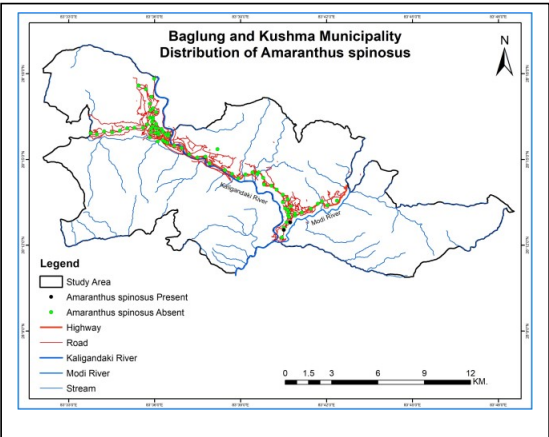 Baglung and Kushma Municipality
Distribution of Amaranthus spinosus
N
Kaligandaki River
Modi River
Legend
Study Area
Amaranthus spinosus Present
Amaranthus spinosus Absent
Highway
Road
Kaligandaki River
Modi River
Stream
0 1.5 3 6 9 12
KM.